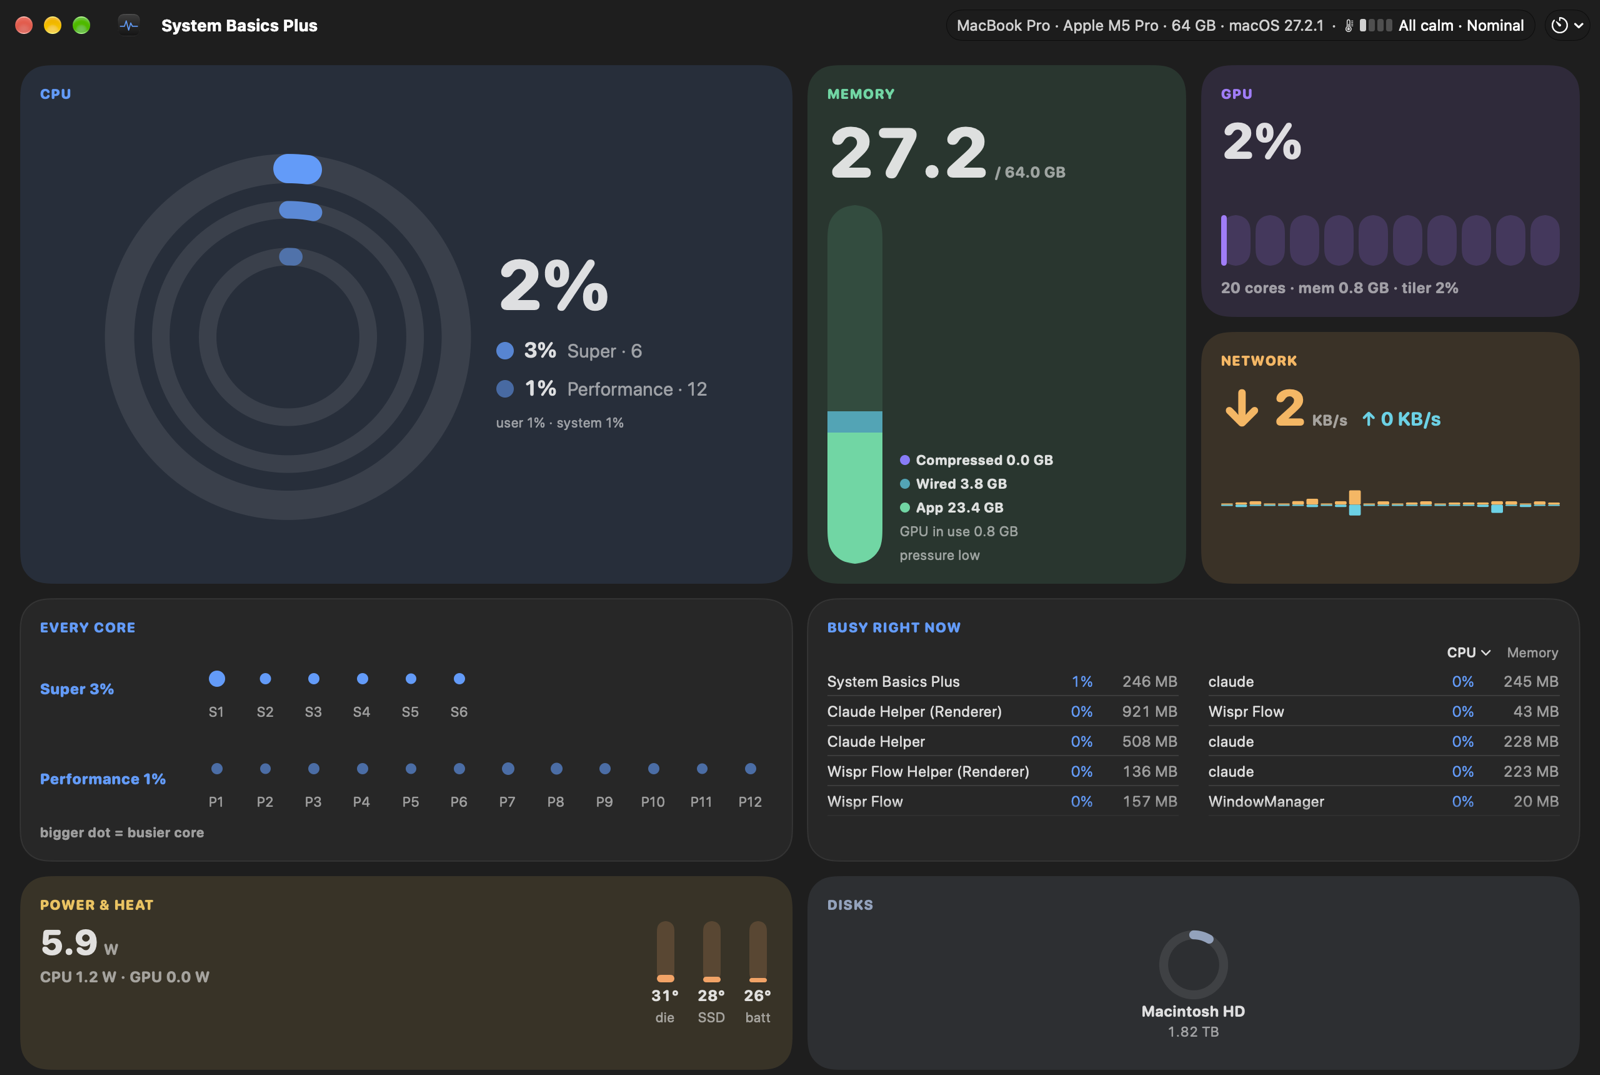 System Basics Plus
MacBook Pro · Apple M5 Pro · 64 GB · macOS 27.2.1 · All calm · Nominal
CPU
2%
3% Super · 6
1% Performance · 12
user 1% · system 1%
MEMORY
27.2 / 64.0 GB
Compressed 0.0 GB
Wired 3.8 GB
App 23.4 GB
GPU in use 0.8 GB
pressure low
GPU
2%
20 cores · mem 0.8 GB · tiler 2%
NETWORK
↓ 2 KB/s ↑ 0 KB/s
EVERY CORE
Super 3%
S1 S2 S3 S4 S5 S6
Performance 1%
P1 P2 P3 P4 P5 P6 P7 P8 P9 P10 P11 P12
bigger dot = busier core
BUSY RIGHT NOW
CPU Memory
System Basics Plus 1% 246 MB
Claude Helper (Renderer) 0% 921 MB
Claude Helper 0% 508 MB
Wispr Flow Helper (Renderer) 0% 136 MB
Wispr Flow 0% 157 MB
claude 0% 245 MB
Wispr Flow 0% 43 MB
claude 0% 228 MB
claude 0% 223 MB
WindowManager 0% 20 MB
POWER & HEAT
5.9 W
CPU 1.2 W · GPU 0.0 W
31° 28° 26°
die SSD batt
DISKS
Macintosh HD
1.82 TB